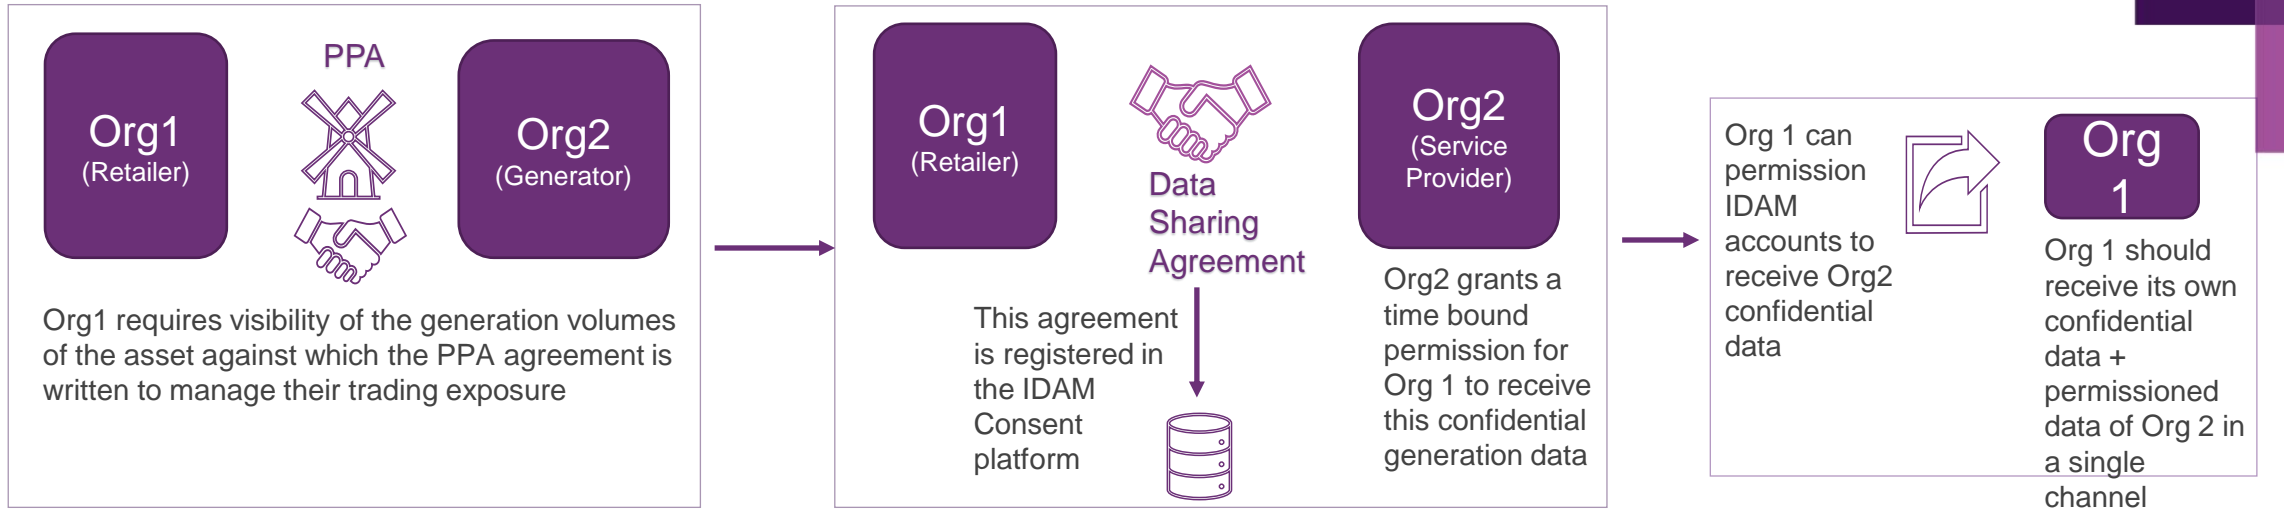 PPA
Org1
(Retailer)
Org2
(Generator)
Org1 requires visibility of the generation volumes
of the asset against which the PPA agreement is
written to manage their trading exposure
Org1
(Retailer)
Data
Sharing
Agreement
Org2
(Service
Provider)
This agreement
is registered in
the IDAM
Consent
platform
Org2 grants a
time bound
permission for
Org 1 to receive
this confidential
generation data
Org 1 can
permission
IDAM
accounts to
receive Org2
confidential
data
Org
1
Org 1 should
receive its own
confidential
data +
permissioned
data of Org 2 in
a single
channel